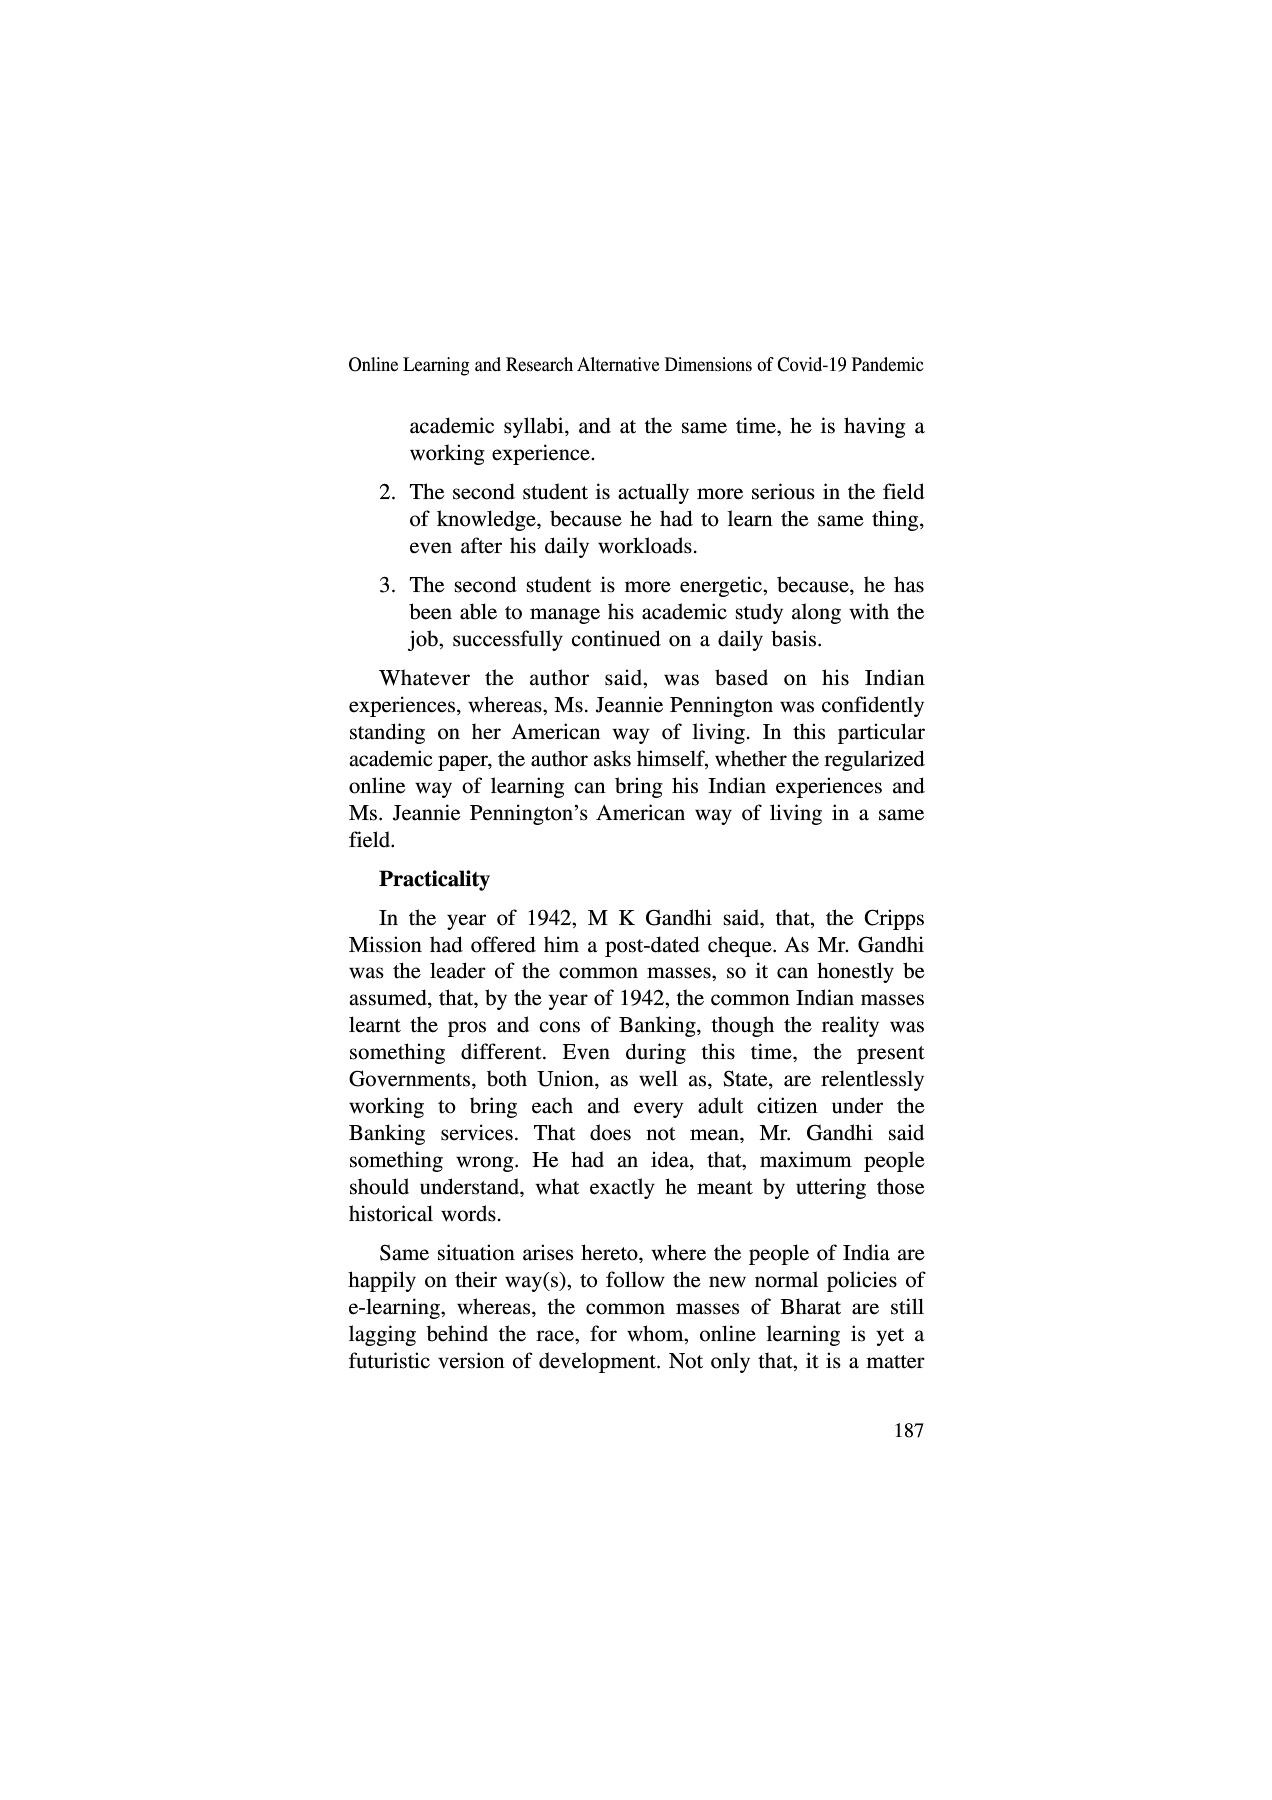 Online Learning and Research Alternative Dimensions of Covid-19 Pandemic
academic syllabi, and at the same time, he is having a
working experience.
2. The second student is actually more serious in the field
of knowledge, because he had to learn the same thing,
even after his daily workloads.
3. The second student is more energetic, because, he has
been able to manage his academic study along with the
job, successfully continued on a daily basis.
Whatever the author said, was based on his Indian
experiences, whereas, Ms. Jeannie Pennington was confidently
standing on her American way of living. In this particular
academic paper, the author asks himself, whether the regularized
online way of learning can bring his Indian experiences and
Ms. Jeannie Pennington’s American way of living in a same
field.
Practicality
In the year of 1942, M K Gandhi said, that, the Cripps
Mission had offered him a post-dated cheque. As Mr. Gandhi
was the leader of the common masses, so it can honestly be
assumed, that, by the year of 1942, the common Indian masses
learnt the pros and cons of Banking, though the reality was
something different. Even during this time, the present
Governments, both Union, as well as, State, are relentlessly
working to bring each and every adult citizen under the
Banking services. That does not mean, Mr. Gandhi said
something wrong. He had an idea, that, maximum people
should understand, what exactly he meant by uttering those
historical words.
Same situation arises hereto, where the people of India are
happily on their way(s), to follow the new normal policies of
e-learning, whereas, the common masses of Bharat are still
lagging behind the race, for whom, online learning is yet a
futuristic version of development. Not only that, it is a matter
187